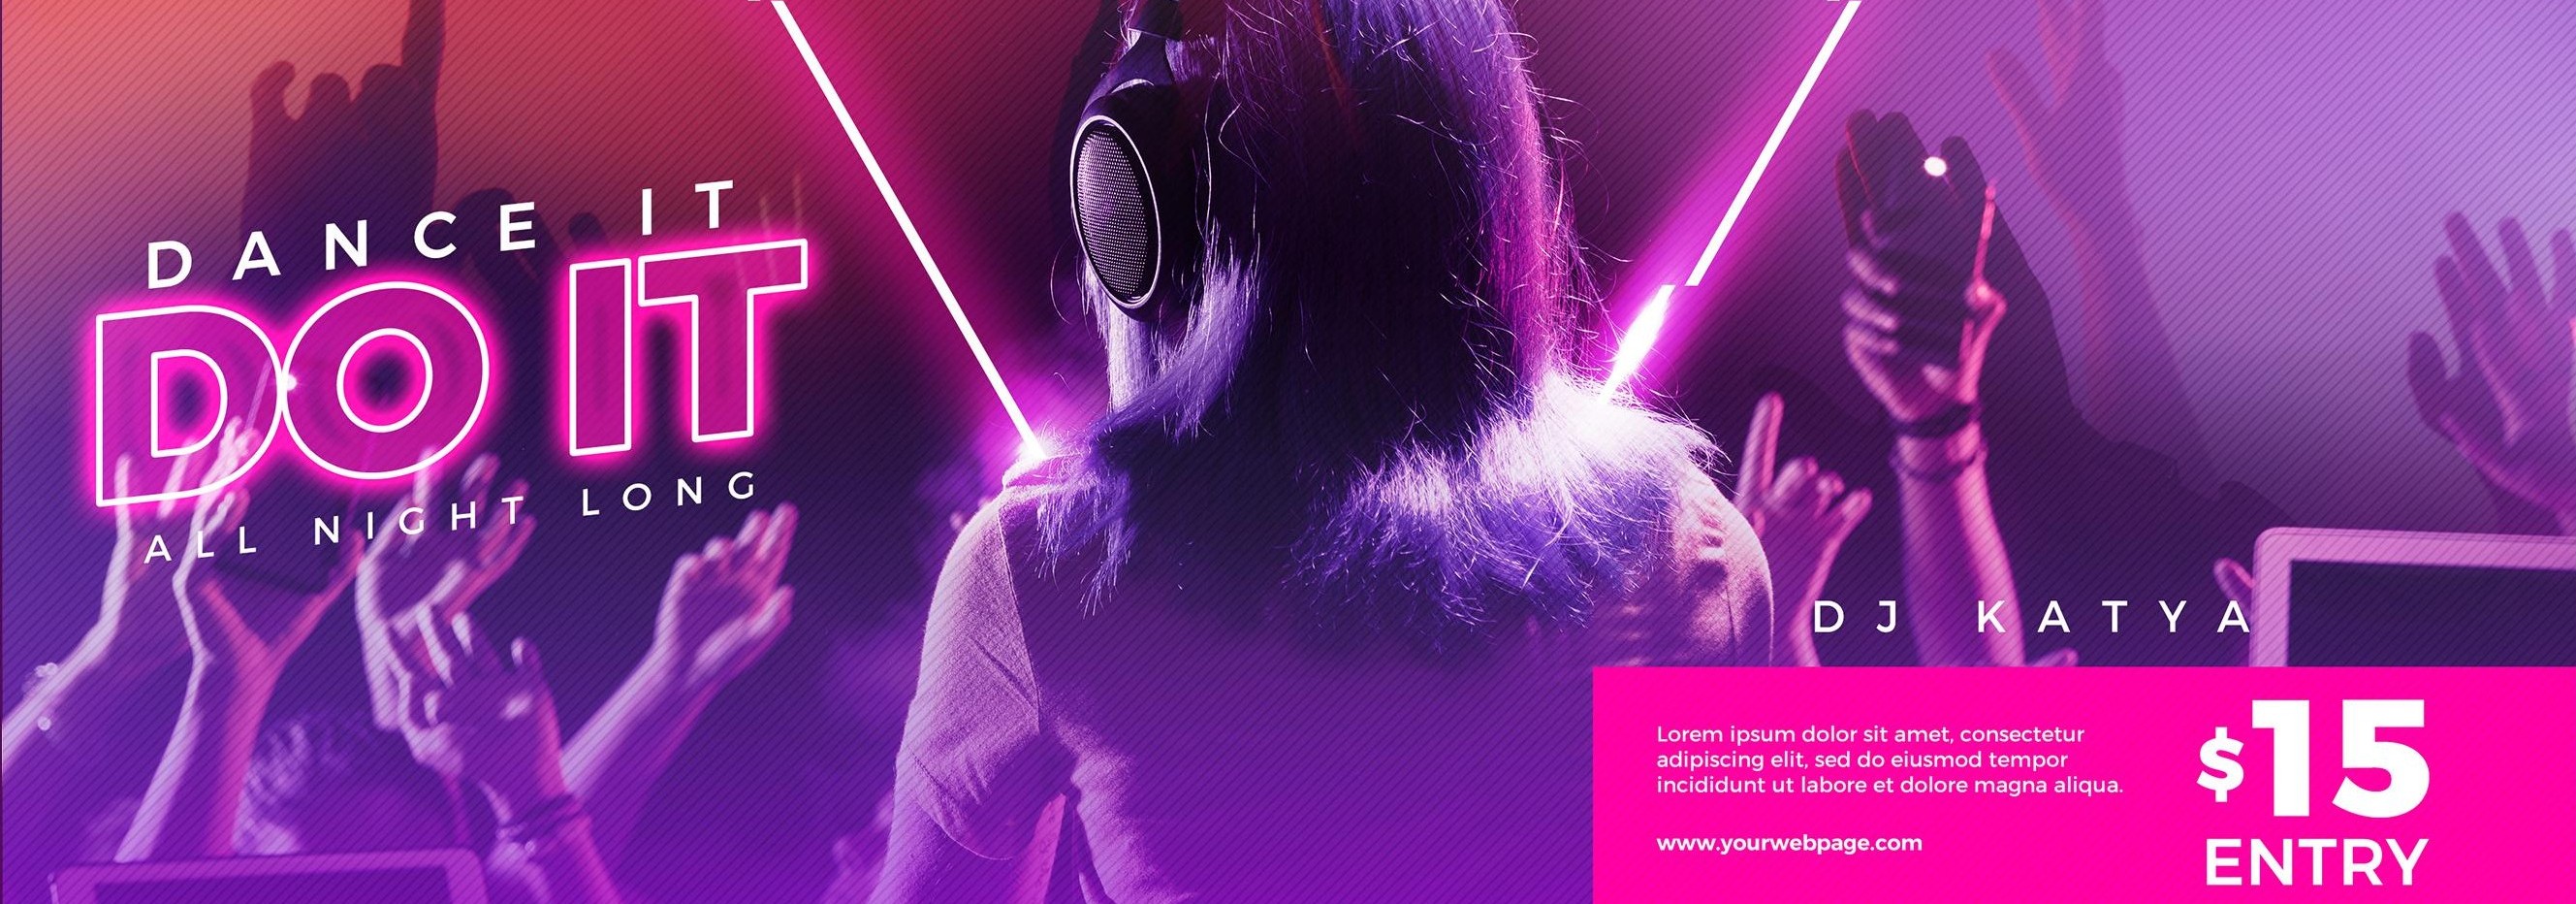 DANCE IT
DO IT
ALL NIGHT LONG
DJ KATYA
Lorem ipsum dolor sit amet, consectetur
adipiscing elit, sed do eiusmod tempor
incididunt ut labore et dolore magna aliqua.
www.yourwebpage.com
$15
ENTRY